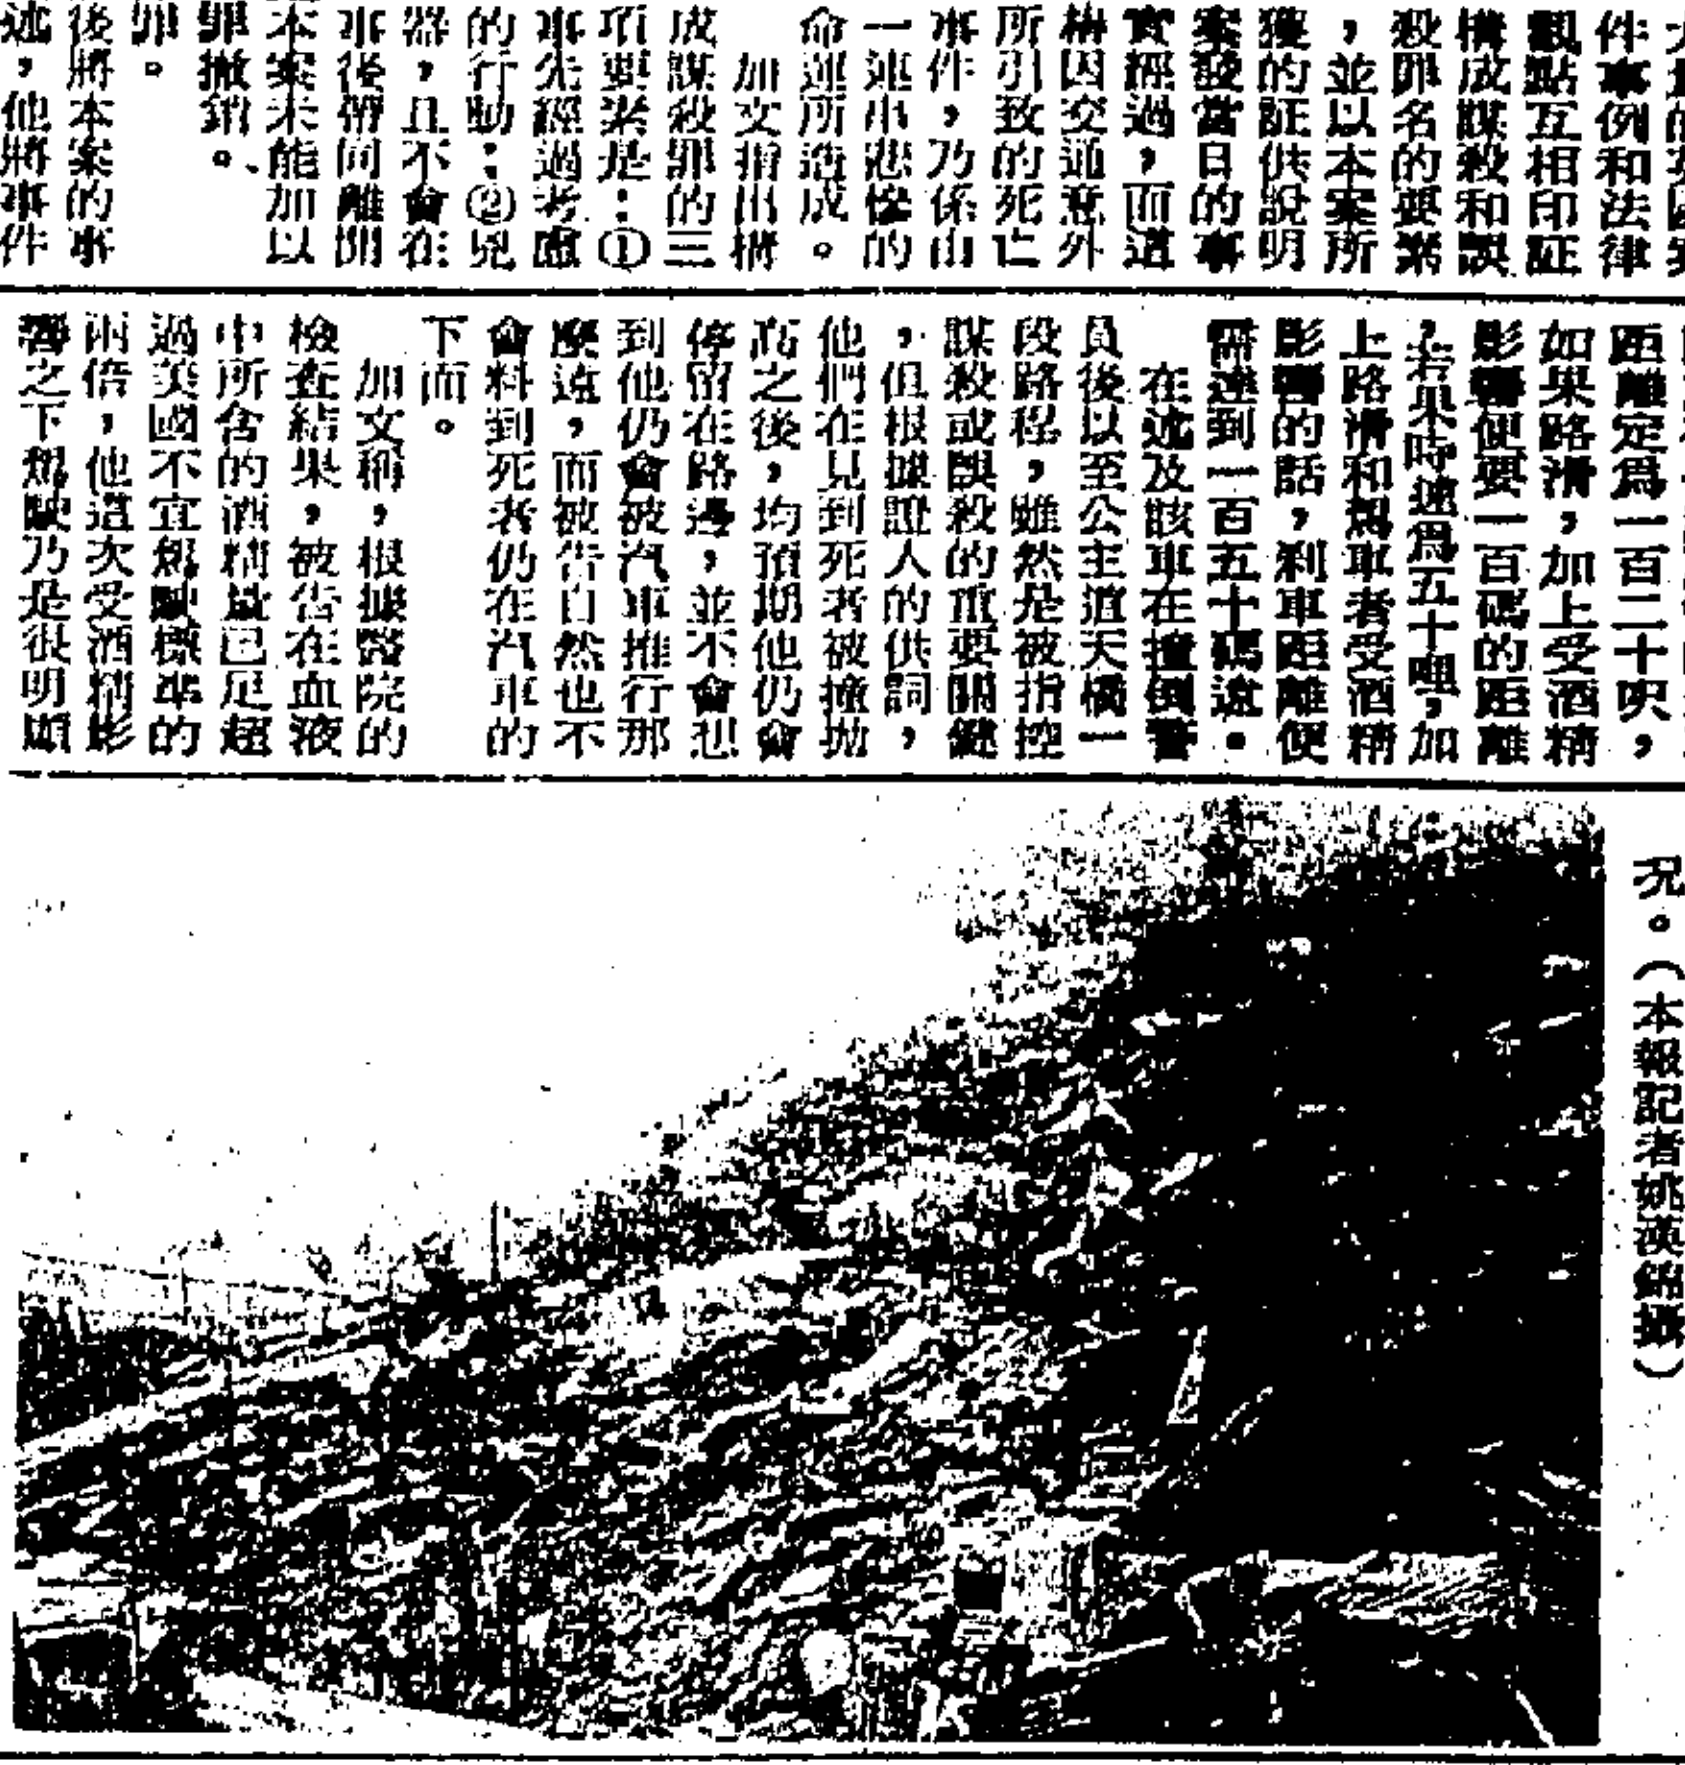 件事例和法律
觀點互相印証
構成謀殺和誤
殺罪名的要素
，並以本案所
獲的証供說明
案發當日的事
實經過，而道
樁因交通意外
所引致的死亡
事件，乃係由
一連串悲慘的
命運所造成。
加文指出構
成謀殺罪的三
項要素是：①
事先經過考慮
的行動：②兇
器，且不會在
事後帶同離開
本案未能加以
罪撤銷。
罪。
後將本案的事
述，他將事件
距離定爲一百二十呎，
如果路滑，加上受酒精
影響便要一百碼的距離
，若果時速爲五十哩，加
上路滑和駕車者受酒精
影響的話，刹車距離便
需達到一百五十碼遠。
在述及該車在撞倒警
員後以至公主道天橋一
段路程，雖然是被指控
謀殺或誤殺的重要關鍵
，但根據證人的供詞，
他們在見到死者被撞拋
高之後，均預期他仍會
停留在路邊，並不會想
到他仍會被汽車推行那
麽遠，而被告自然也不
會料到死者仍在汽車的
下面。
加文稱，根據醫院的
檢查結果，被告在血液
中所含的酒精量已足超
過美國不宜駕駛標準的
兩倍，他這次受酒精影
響之下駕駛乃是很明顯
况。（本報記者姚漢錦攝）